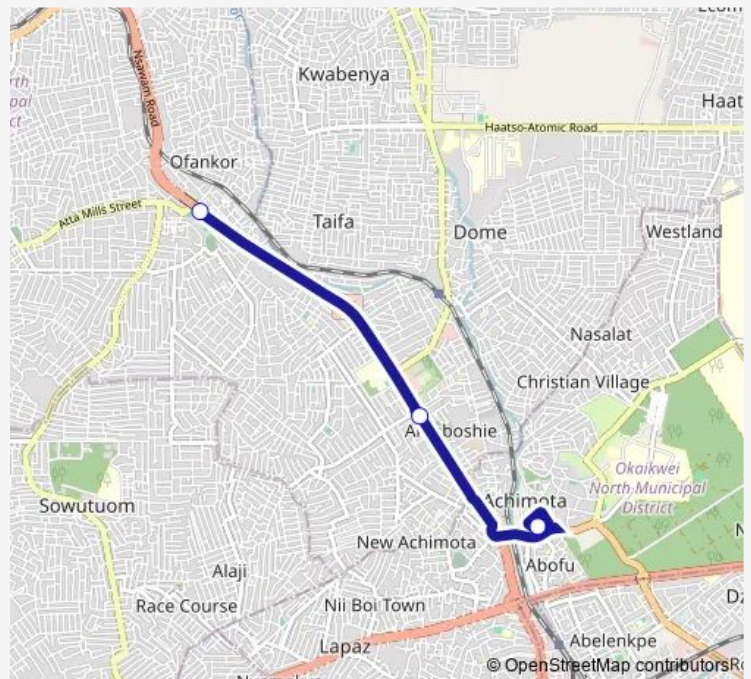 Kwabenya
Nsawam Road
Haatso-Atomic Road
Ofankor
Atta Mills Street
Taifa
Dome
Westland
Nasalat
Christian Village
Okaikwei
North Municipal
District
Sowutuom
Achimota
New Achimota
Abofu
Alaji
Race Course
Nii Boi Town
Lapaz
Abelenkpe
© OpenStreetMap contributors